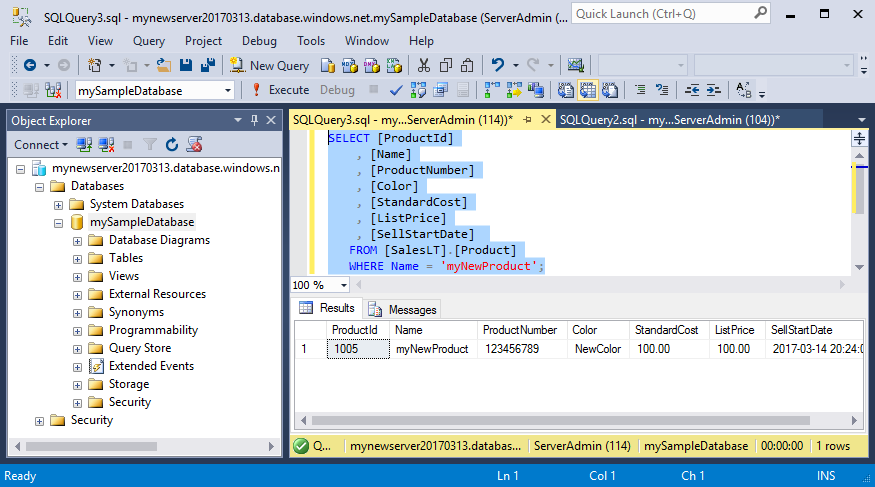 SQLQuery3.sql - mynewserver20170313.database.windows.net.mySampleDatabase (ServerAdmin (...
Quick Launch (Ctrl+Q)
File Edit View Query Project Debug Tools Window Help
New Query
MDX DMX XMLA DAX
mySampleDatabase
Execute Debug
Object Explorer
Connect
mynewserver20170313.database.windows.n
Databases
System Databases
mySampleDatabase
Database Diagrams
Tables
Views
External Resources
Synonyms
Programmability
Query Store
Extended Events
Storage
Security
Security
SQLQuery3.sql - my...ServerAdmin (114))*
SQLQuery2.sql - my...ServerAdmin (104))*
SELECT [ProductId]
, [Name]
, [ProductNumber]
, [Color]
, [StandardCost]
, [ListPrice]
, [SellStartDate]
FROM [SalesLT].[Product]
WHERE Name = 'myNewProduct';
100 %
Results Messages
ProductId Name ProductNumber Color StandardCost ListPrice SellStartDate
1 1005 myNewProduct 123456789 NewColor 100.00 100.00 2017-03-14 20:24:0
Q... mynewserver20170313.databas... ServerAdmin (114) mySampleDatabase 00:00:00 1 rows
Ready Ln 1 Col 1 Ch 1 INS